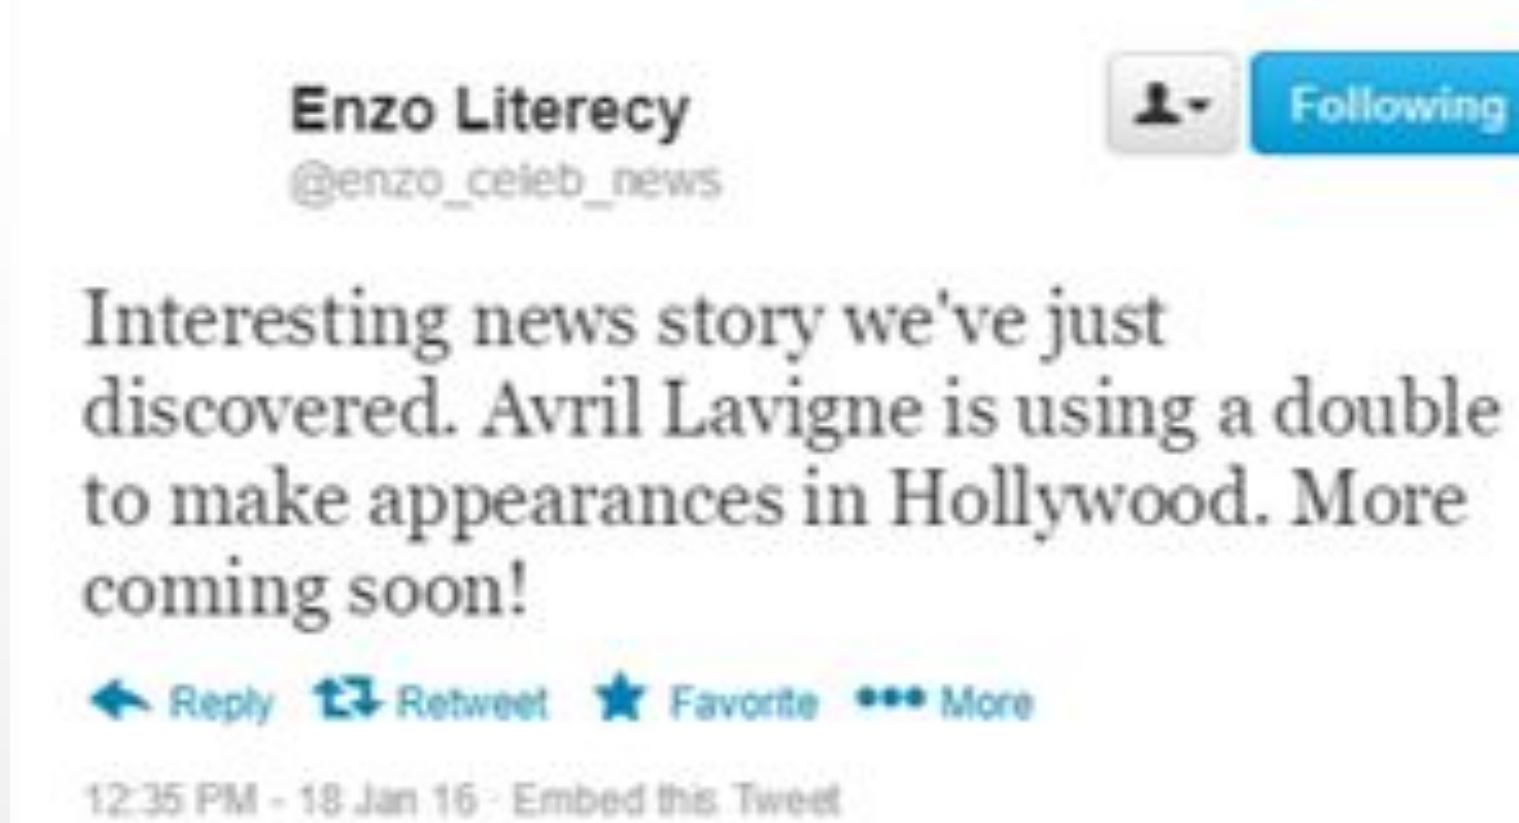 Enzo Literecy
Following
@enzo_celeb_news
Interesting news story we've just
discovered. Avril Lavigne is using a double
to make appearances in Hollywood. More
coming soon!
Reply Retweet Favorite More
12:35 PM - 18 Jan 16 · Embed this Tweet